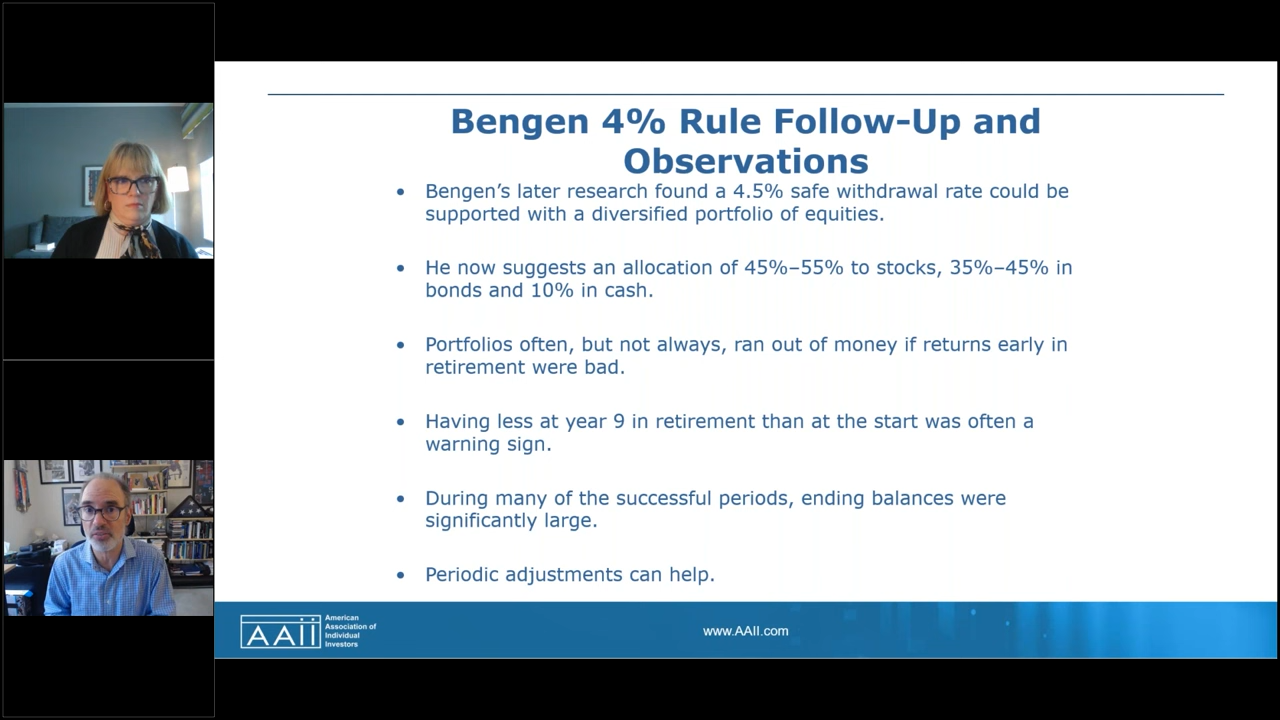 Bengen 4% Rule Follow-Up and
Observations
• Bengen’s later research found a 4.5% safe withdrawal rate could be
supported with a diversified portfolio of equities.
• He now suggests an allocation of 45%–55% to stocks, 35%–45% in
bonds and 10% in cash.
• Portfolios often, but not always, ran out of money if returns early in
retirement were bad.
• Having less at year 9 in retirement than at the start was often a
warning sign.
• During many of the successful periods, ending balances were
significantly large.
• Periodic adjustments can help.
AAii
American
Association of
Individual
Investors
www.AAII.com